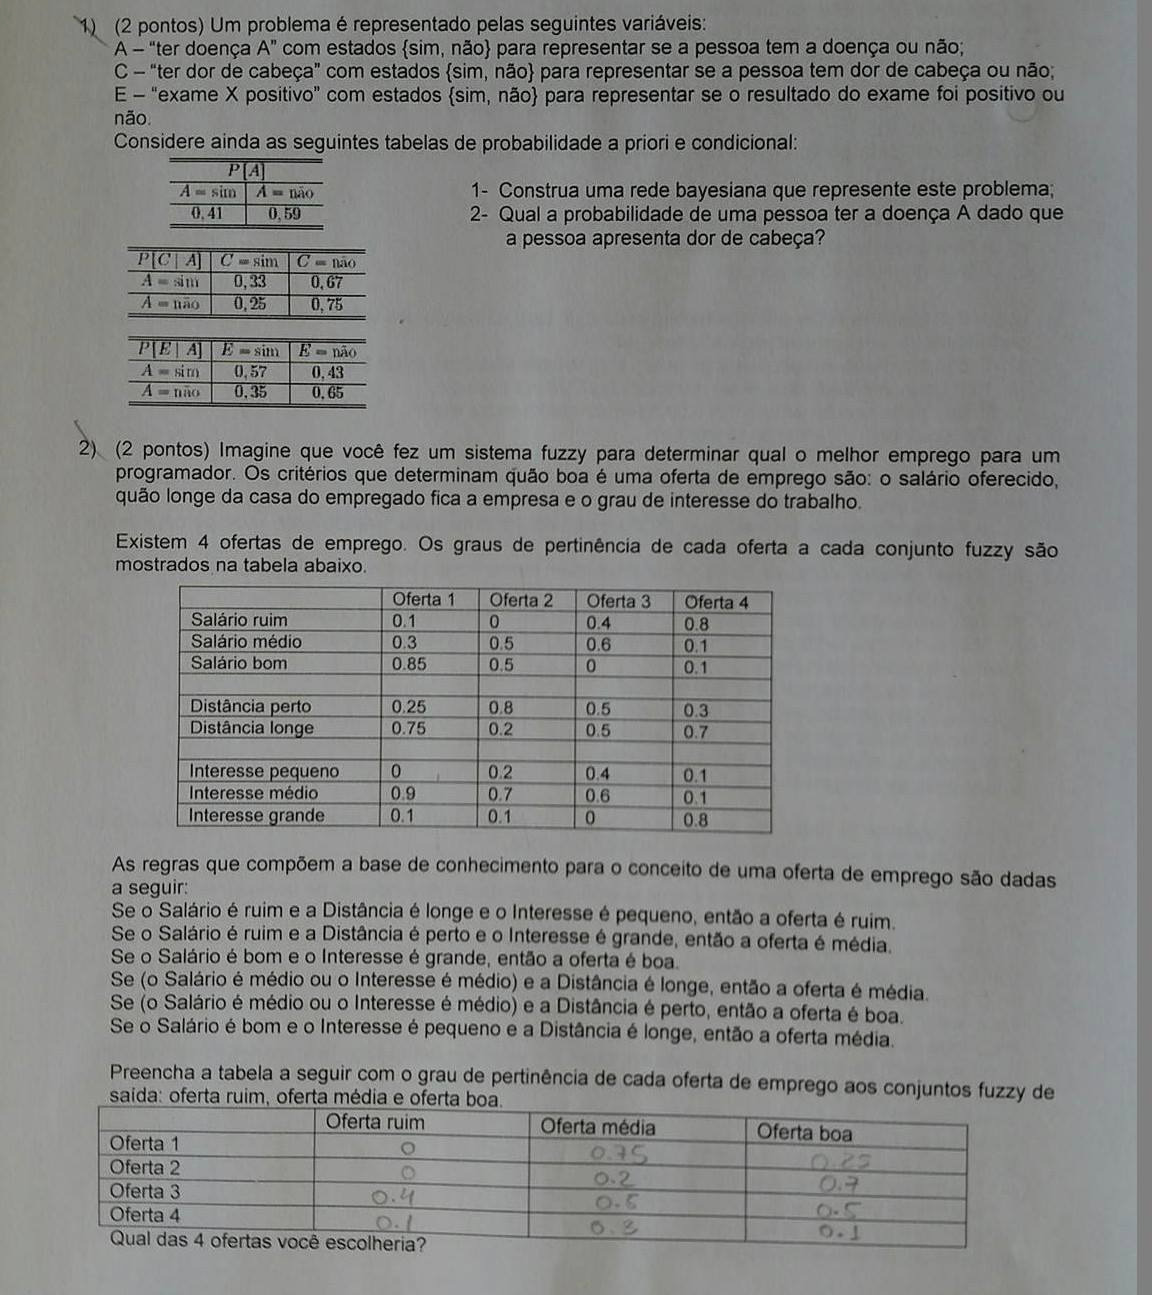 1) (2 pontos) Um problema é representado pelas seguintes variáveis:
A – "ter doença A" com estados {sim, não} para representar se a pessoa tem a doença ou não;
C – "ter dor de cabeça" com estados {sim, não} para representar se a pessoa tem dor de cabeça ou não;
E – "exame X positivo" com estados {sim, não} para representar se o resultado do exame foi positivo ou
não.
Considere ainda as seguintes tabelas de probabilidade a priori e condicional:
P[A]
A = sim A = não
0,41 0,59
1- Construa uma rede bayesiana que represente este problema;
2- Qual a probabilidade de uma pessoa ter a doença A dado que
a pessoa apresenta dor de cabeça?
P[C | A] C = sim C = não
A = sim 0,33 0,67
A = não 0,25 0,75
P[E | A] E = sim E = não
A = sim 0,57 0,43
A = não 0,35 0,65
2) (2 pontos) Imagine que você fez um sistema fuzzy para determinar qual o melhor emprego para um
programador. Os critérios que determinam quão boa é uma oferta de emprego são: o salário oferecido,
quão longe da casa do empregado fica a empresa e o grau de interesse do trabalho.
Existem 4 ofertas de emprego. Os graus de pertinência de cada oferta a cada conjunto fuzzy são
mostrados na tabela abaixo.
Oferta 1 Oferta 2 Oferta 3 Oferta 4
Salário ruim 0.1 0 0.4 0.8
Salário médio 0.3 0.5 0.6 0.1
Salário bom 0.85 0.5 0 0.1
Distância perto 0.25 0.8 0.5 0.3
Distância longe 0.75 0.2 0.5 0.7
Interesse pequeno 0 0.2 0.4 0.1
Interesse médio 0.9 0.7 0.6 0.1
Interesse grande 0.1 0.1 0 0.8
As regras que compõem a base de conhecimento para o conceito de uma oferta de emprego são dadas
a seguir:
Se o Salário é ruim e a Distância é longe e o Interesse é pequeno, então a oferta é ruim.
Se o Salário é ruim e a Distância é perto e o Interesse é grande, então a oferta é média.
Se o Salário é bom e o Interesse é grande, então a oferta é boa.
Se (o Salário é médio ou o Interesse é médio) e a Distância é longe, então a oferta é média.
Se (o Salário é médio ou o Interesse é médio) e a Distância é perto, então a oferta é boa.
Se o Salário é bom e o Interesse é pequeno e a Distância é longe, então a oferta média.
Preencha a tabela a seguir com o grau de pertinência de cada oferta de emprego aos conjuntos fuzzy de
saída: oferta ruim, oferta média e oferta boa.
Oferta ruim Oferta média Oferta boa
Oferta 1 0 0.75 0.25
Oferta 2 0 0.2 0.7
Oferta 3 0.4 0.5 0.5
Oferta 4 0.1 0.3 0.1
Qual das 4 ofertas você escolheria?